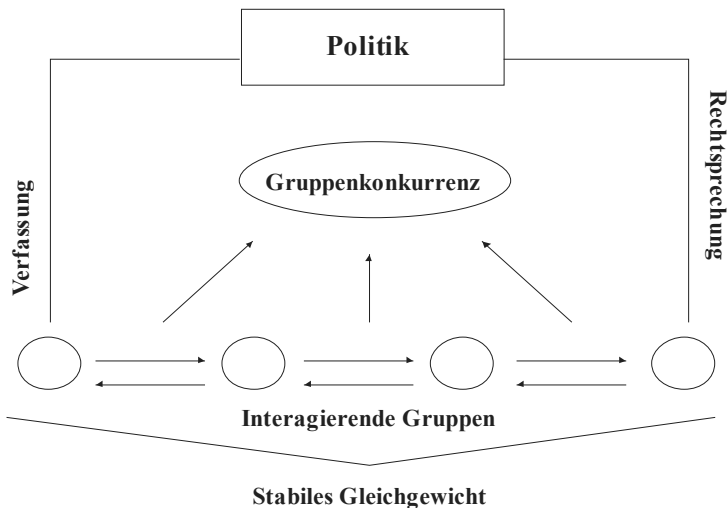 Politik
Verfassung
Rechtsprechung
Gruppenkonkurrenz
Interagierende Gruppen
Stabiles Gleichgewicht